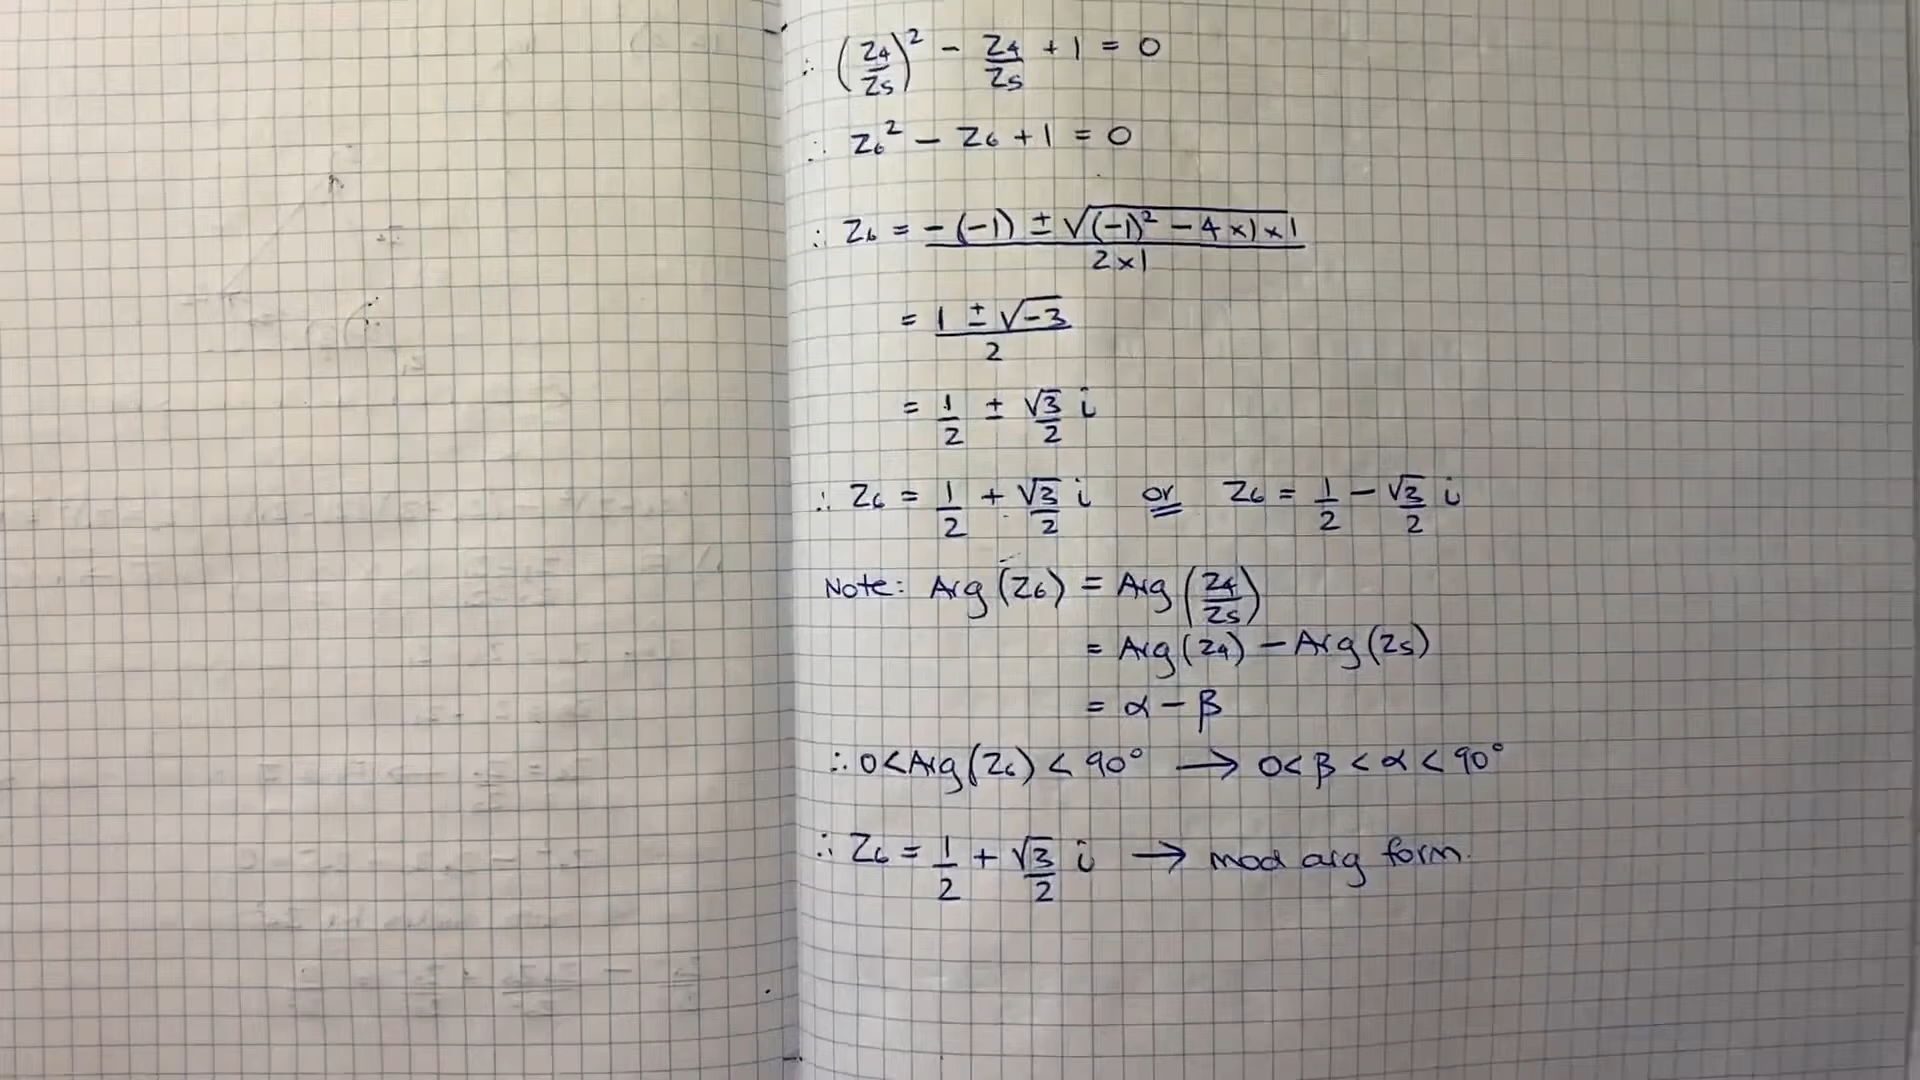 ∴ (Z4/Z5)² − Z4/Z5 + 1 = 0
∴ Z6² − Z6 + 1 = 0
∴ Z6 = −(−1) ± √((−1)² − 4×1×1) / 2×1
= 1 ± √−3 / 2
= 1/2 ± √3/2 i
∴ Z6 = 1/2 + √3/2 i or Z6 = 1/2 − √3/2 i
Note: Arg (Z6) = Arg (Z4/Z5)
= Arg (Z4) − Arg (Z5)
= α − β
∴ 0 < Arg (Z6) < 90° → 0 < β < α < 90°
∴ Z6 = 1/2 + √3/2 i → mod arg form.